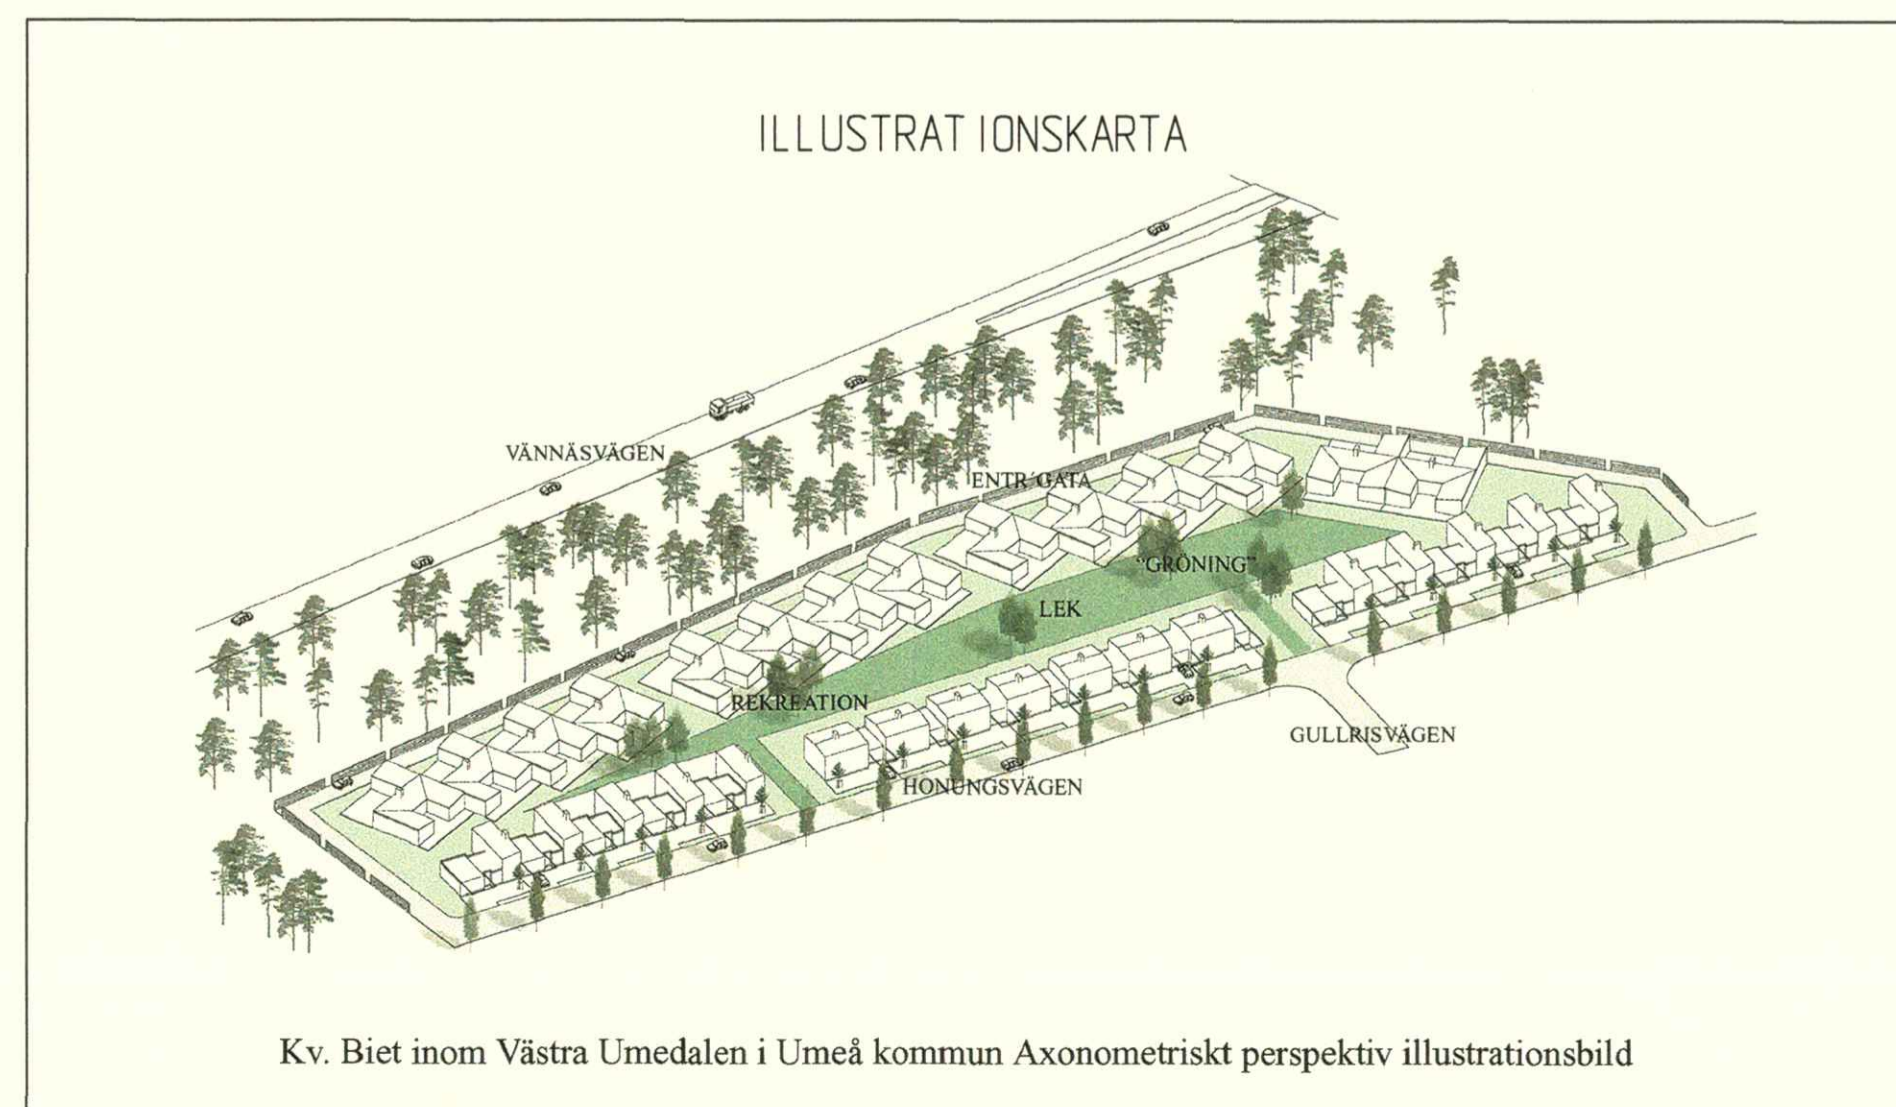 ILLUSTRATIONSKARTA
VÄNNÄSVÄGEN
ENTR´GATA
"GRÖNING"
LEK
REKREATION
GULLRISVÄGEN
HONUNGSVÄGEN
Kv. Biet inom Västra Umedalen i Umeå kommun Axonometriskt perspektiv illustrationsbild